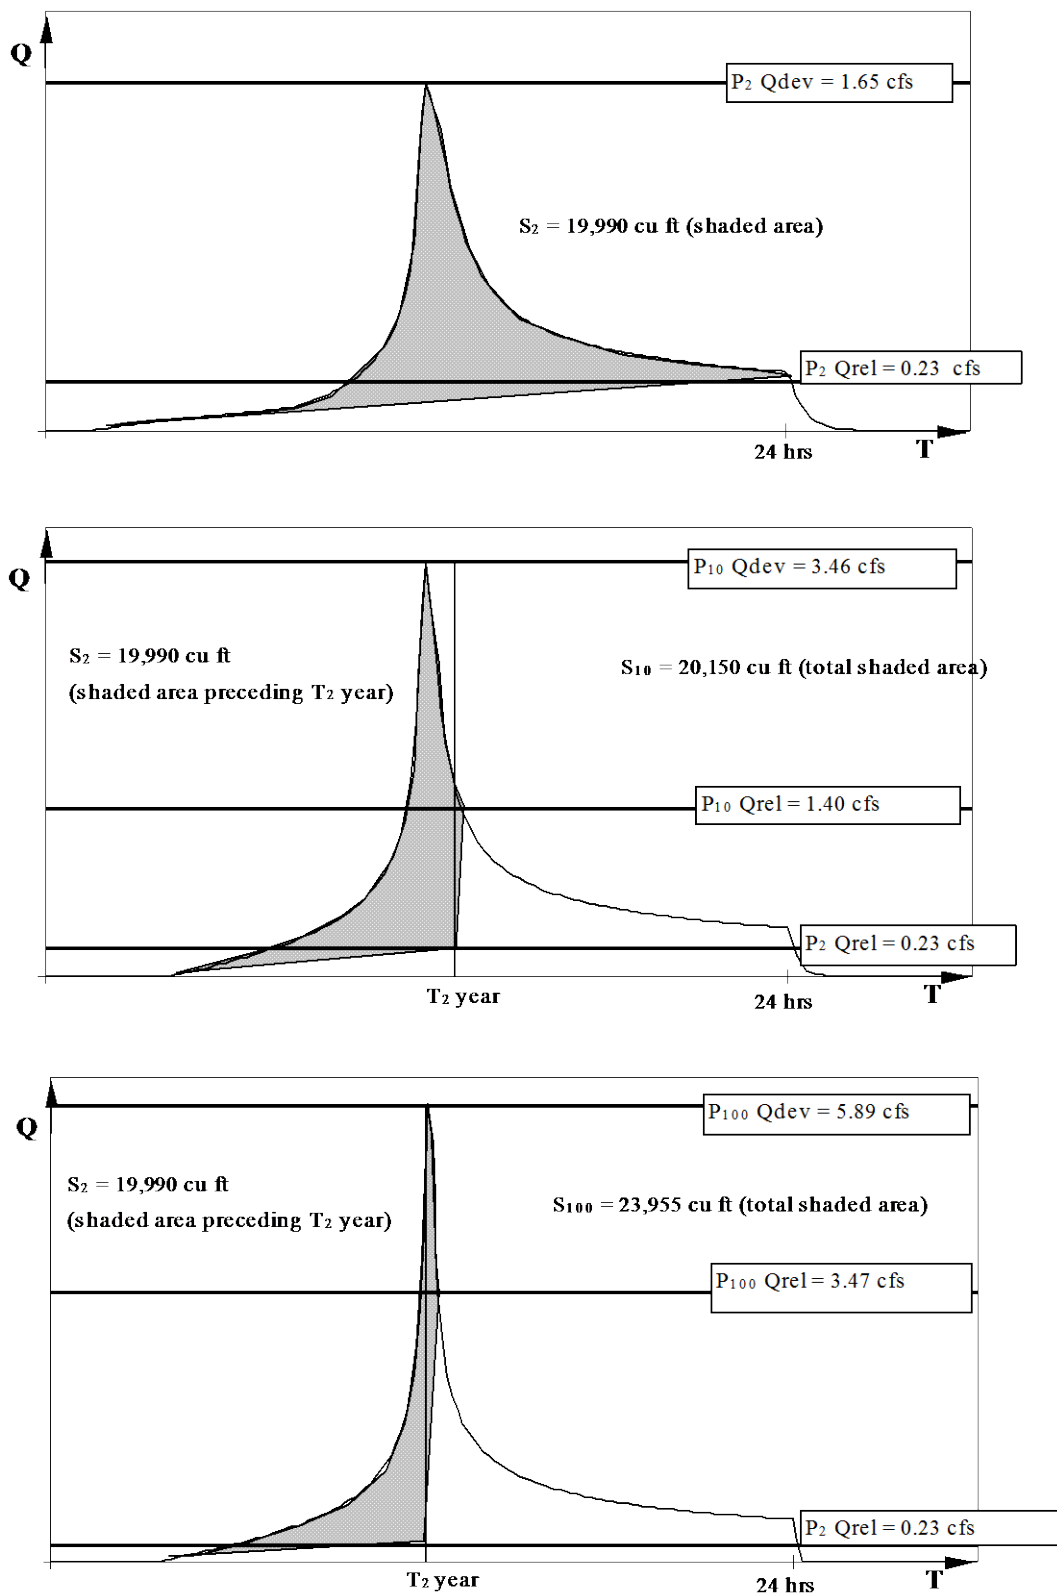 Q
P₂ Qdev = 1.65 cfs
S₂ = 19,990 cu ft (shaded area)
P₂ Qrel = 0.23 cfs
24 hrs
T
Q
P₁₀ Qdev = 3.46 cfs
S₂ = 19,990 cu ft
(shaded area preceding T₂ year)
S₁₀ = 20,150 cu ft (total shaded area)
P₁₀ Qrel = 1.40 cfs
P₂ Qrel = 0.23 cfs
T₂ year
24 hrs
T
Q
P₁₀₀ Qdev = 5.89 cfs
S₂ = 19,990 cu ft
(shaded area preceding T₂ year)
S₁₀₀ = 23,955 cu ft (total shaded area)
P₁₀₀ Qrel = 3.47 cfs
P₂ Qrel = 0.23 cfs
T₂ year
24 hrs
T